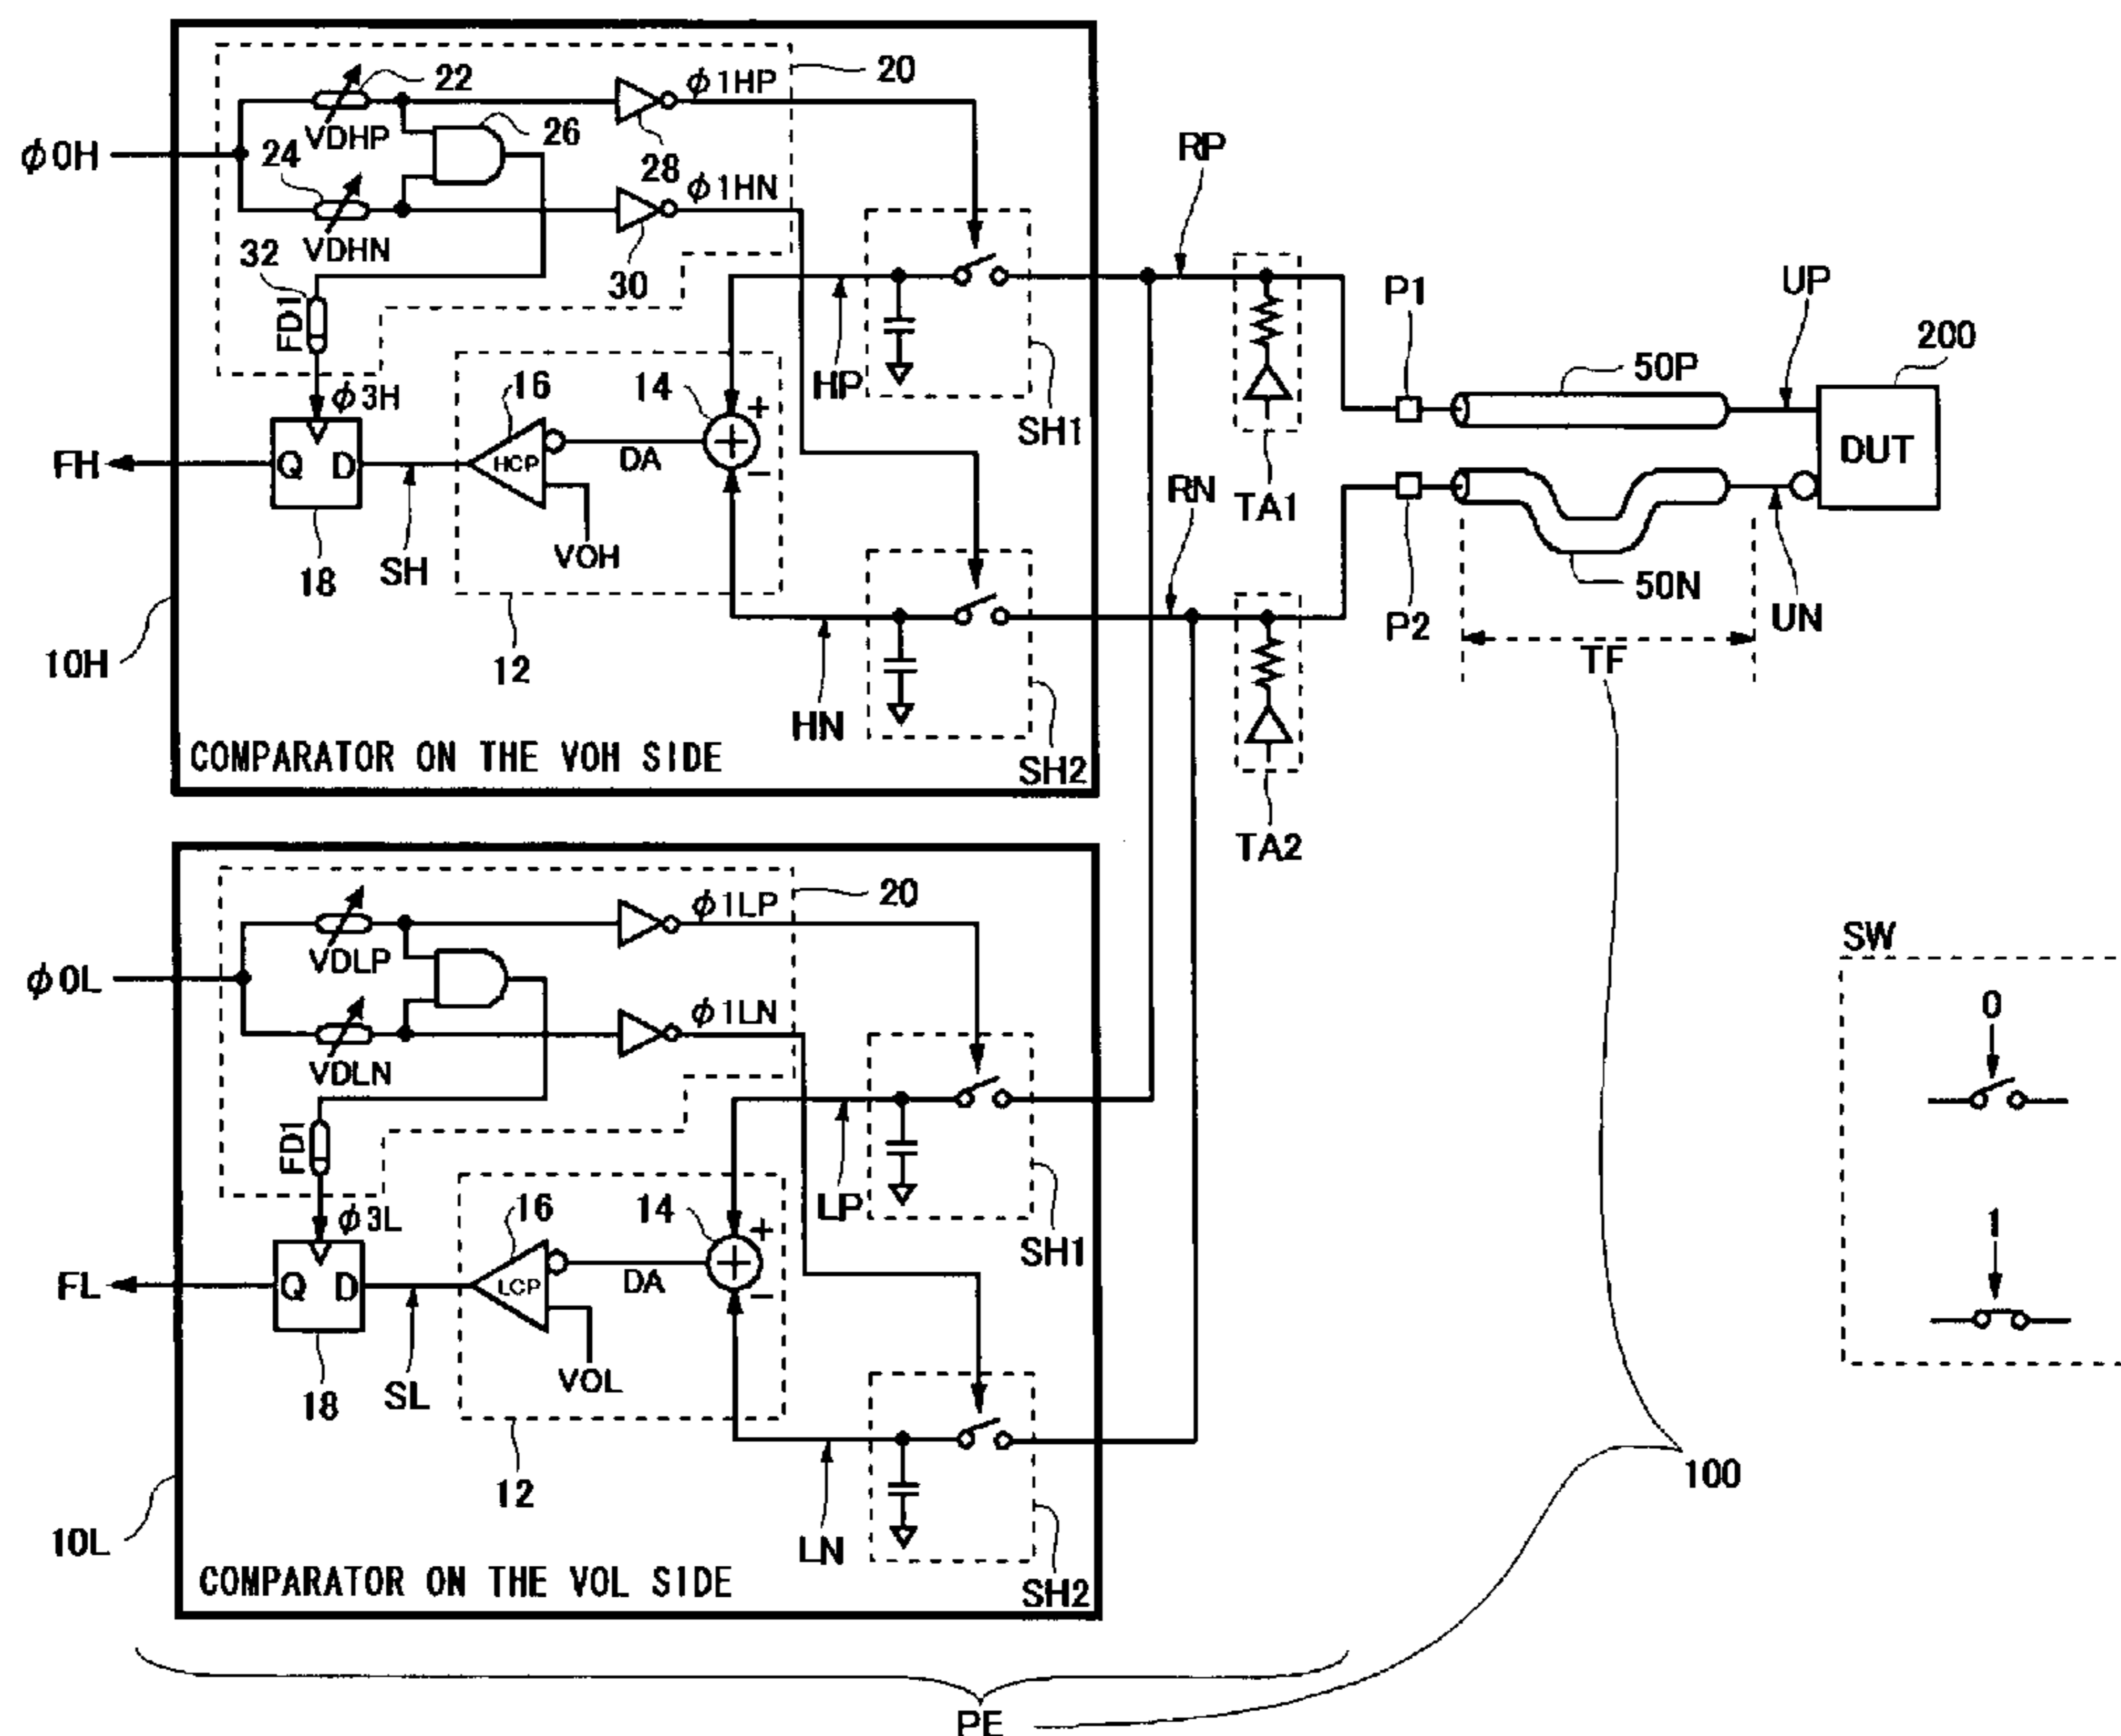 φ0H
22
VDHP
24
VDHN
26
φ1HP
28
φ1HN
30
20
32
FD1
φ3H
FH
Q D
18
SH
16
HCP
VOH
DA
14
+
+
−
12
HP
HN
SH1
SH2
10H
COMPARATOR ON THE VOH SIDE
RP
RN
TA1
TA2
P1
P2
50P
50N
UP
UN
200
DUT
TF
φ0L
VDLP
VDLN
φ1LP
φ1LN
20
FD1
φ3L
FL
Q D
18
SL
16
LCP
VOL
DA
14
+
+
−
12
LP
LN
SH1
SH2
10L
COMPARATOR ON THE VOL SIDE
SW
0
1
100
PE